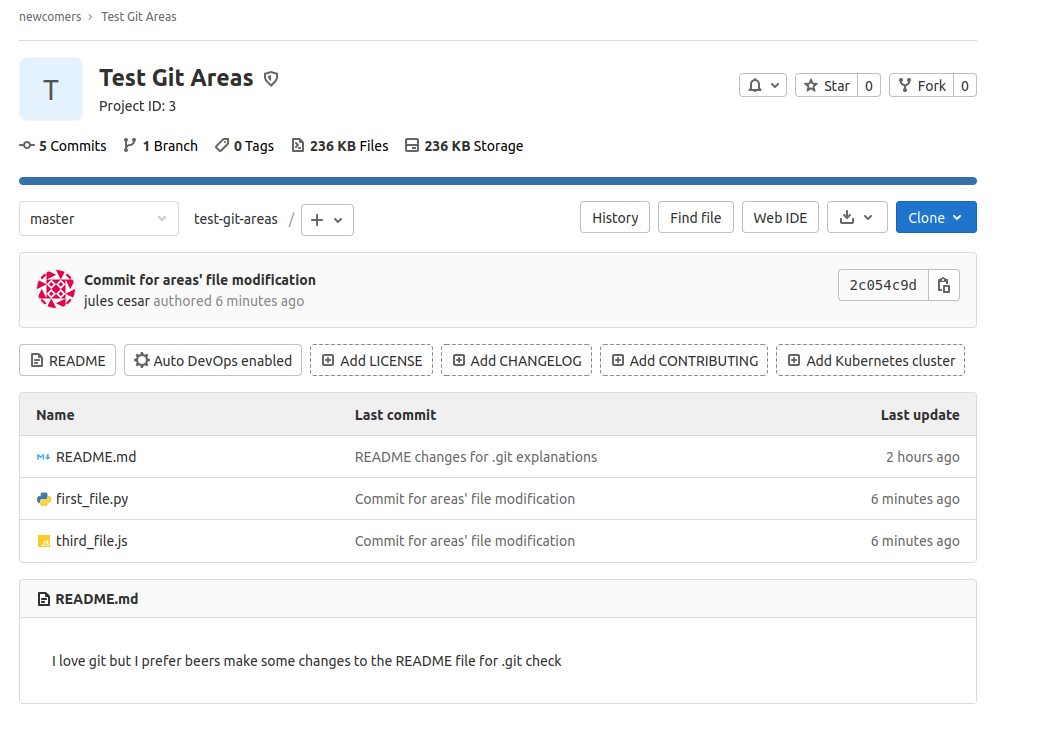 newcomers › Test Git Areas
T
Test Git Areas
Project ID: 3
Star 0 Fork 0
5 Commits 1 Branch 0 Tags 236 KB Files 236 KB Storage
master test-git-areas / + History Find file Web IDE Clone
Commit for areas' file modification
jules cesar authored 6 minutes ago
2c054c9d
README Auto DevOps enabled Add LICENSE Add CHANGELOG Add CONTRIBUTING Add Kubernetes cluster
Name Last commit Last update
README.md README changes for .git explanations 2 hours ago
first_file.py Commit for areas' file modification 6 minutes ago
third_file.js Commit for areas' file modification 6 minutes ago
README.md
I love git but I prefer beers make some changes to the README file for .git check